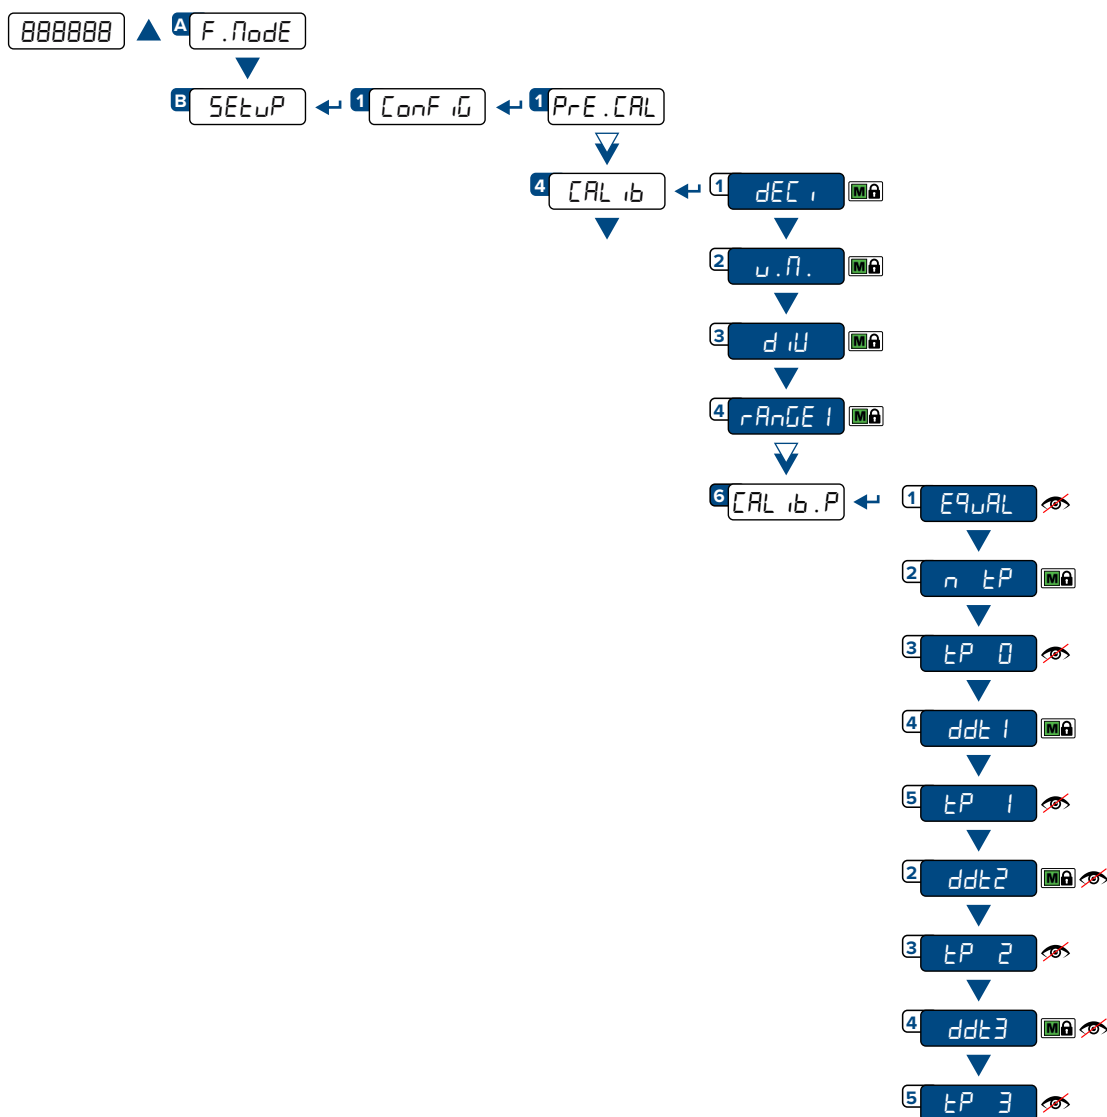 888888 A F.ModE
B SEtuP 1 ConFiG 1 PrE.CAL
4 CALib 1 dECi M
2 u.M. M
3 diU M
4 rAnGE1 M
6 CALib.P 1 EquAL
2 n tP M
3 tP 0
4 ddt1 M
5 tP 1
2 ddt2 M
3 tP 2
4 ddt3 M
5 tP 3